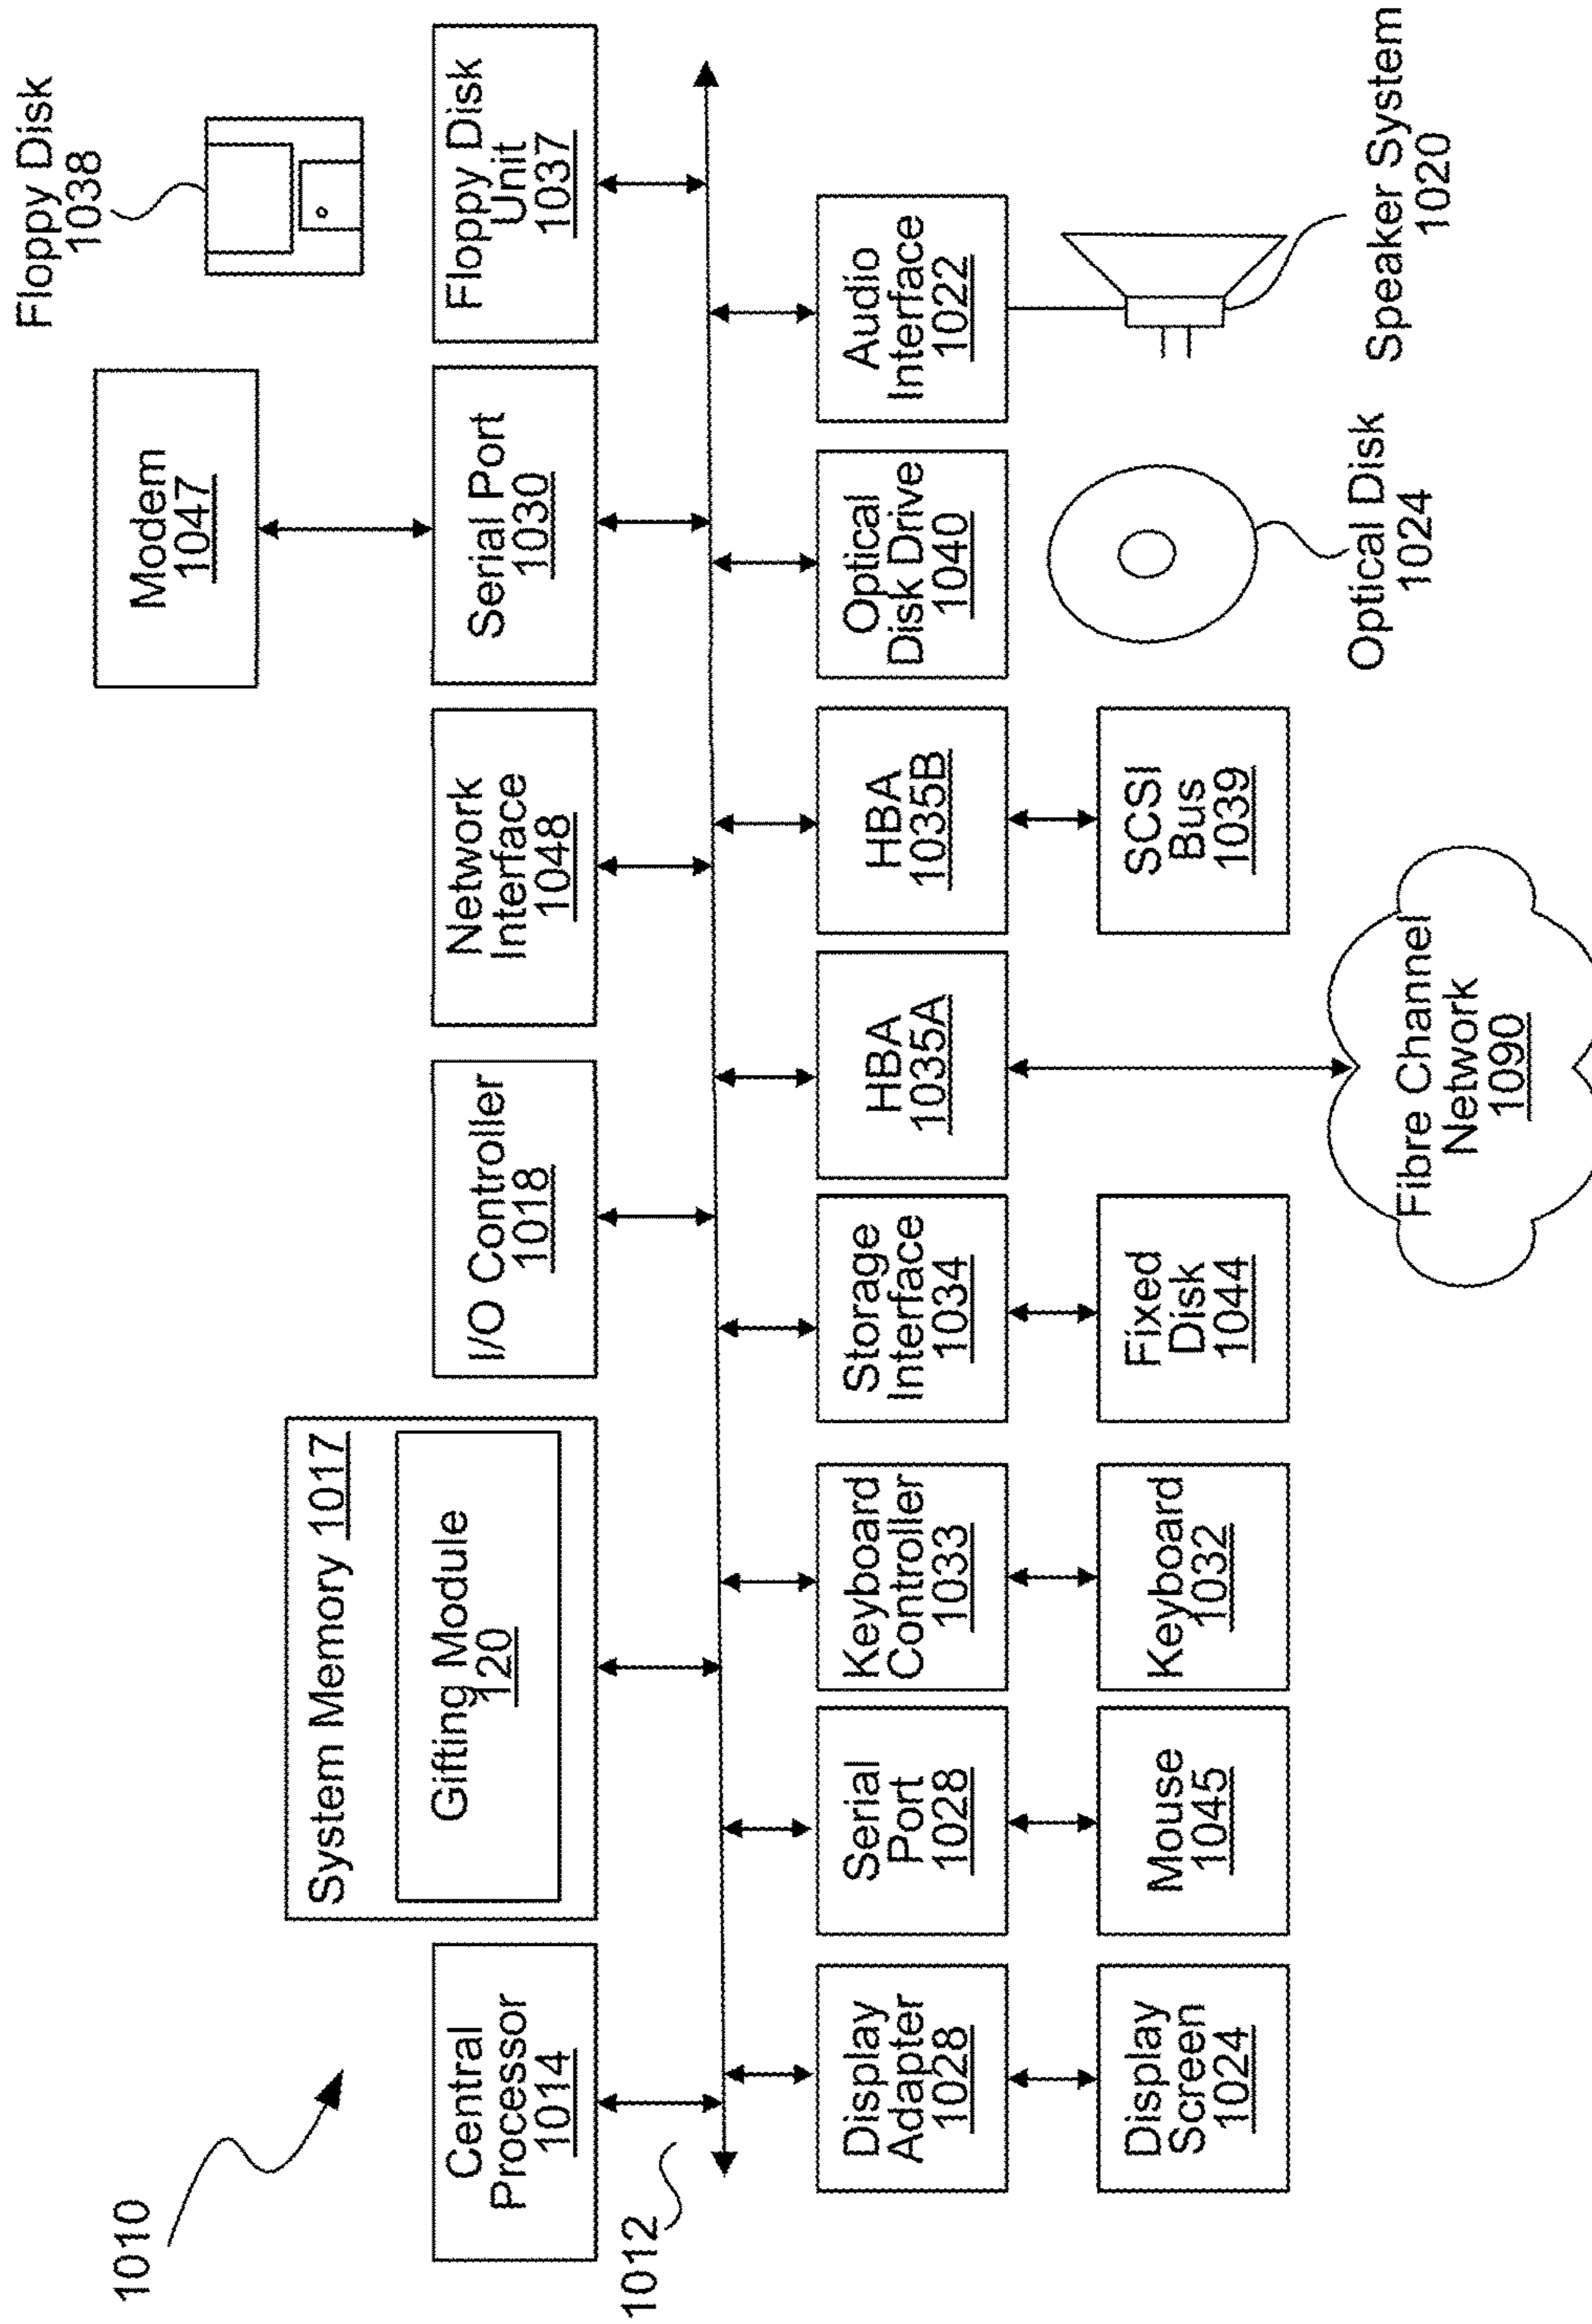 1010
Modem
1047
Floppy Disk
1038
System Memory 1017
Gifting Module
120
Central
Processor
1014
I/O Controller
1018
Network
Interface
1048
Serial Port
1030
Floppy Disk
Unit
1037
1012
Display
Adapter
1028
Serial
Port
1028
Keyboard
Controller
1033
Storage
Interface
1034
HBA
1035A
HBA
1035B
Optical
Disk Drive
1040
Audio
Interface
1022
Display
Screen
1024
Mouse
1045
Keyboard
1032
Fixed
Disk
1044
SCSI
Bus
1039
Fibre Channel
Network
1090
Optical Disk
1024
Speaker System
1020